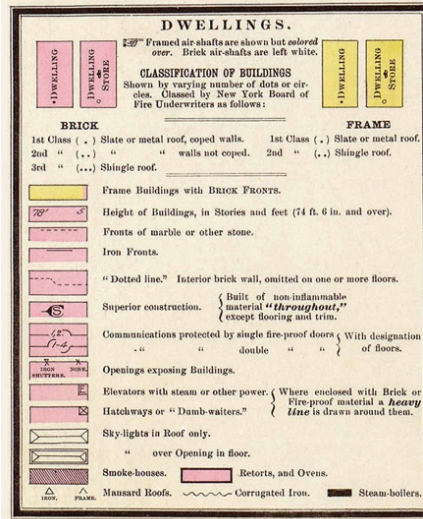 DWELLINGS.
DWELLING
DWELLING
STORE
Framed air-shafts are shown but colored
over. Brick air-shafts are left white.
DWELLING
DWELLING
STORE
CLASSIFICATION OF BUILDINGS
Shown by varying number of dots or cir-
cles. Classed by New York Board of
Fire Underwriters as follows:
BRICK
1st Class (.) Slate or metal roof, coped walls.
2nd “ (..) “ “ walls not coped.
3rd “ (...) Shingle roof.
FRAME
1st Class (.) Slate or metal roof.
2nd “ (..) Shingle roof.
Frame Buildings with BRICK FRONTS.
78' 5 Height of Buildings, in Stories and feet (74 ft. 6 in. and over).
Fronts of marble or other stone.
Iron Fronts.
“Dotted line.” Interior brick wall, omitted on one or more floors.
S Superior construction. Built of non-inflammable
material “throughout,”
except flooring and trim.
1,2 Communications protected by single fire-proof doors With designation
1-4 “ “ double “ “ of floors.
IRON SHUTTERS. NONE. Openings exposing Buildings.
E Elevators with steam or other power. Where enclosed with Brick or
Hatchways or “Dumb-waiters.” Fire-proof material a heavy
line is drawn around them.
Sky-lights in Roof only.
“ over Opening in floor.
Smoke-houses. Retorts, and Ovens.
IRON. FRAME. Mansard Roofs. Corrugated Iron. Steam-boilers.